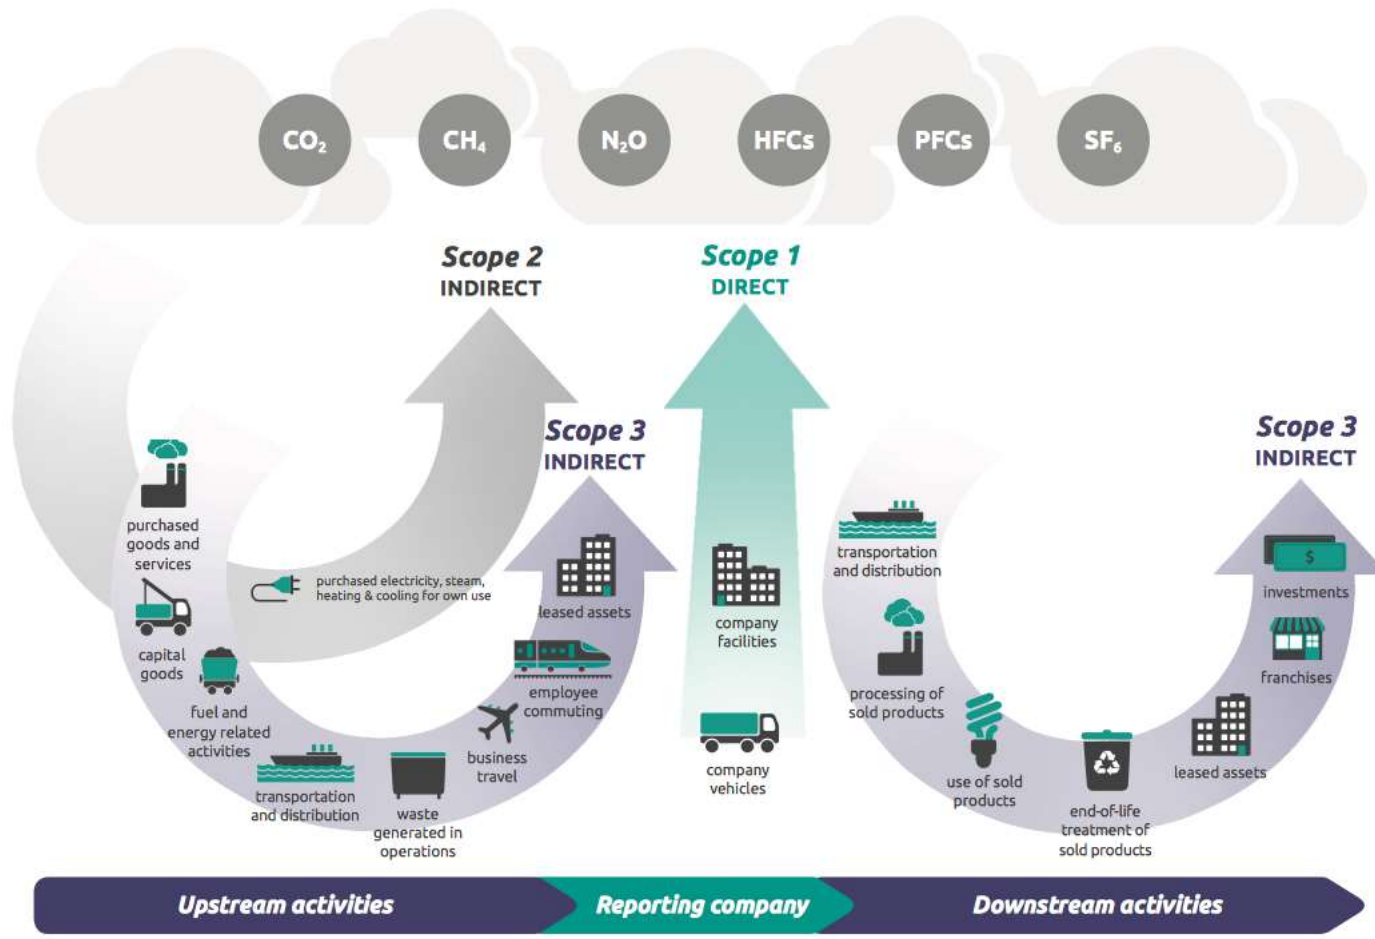 CO₂
CH₄
N₂O
HFCs
PFCs
SF₆
Scope 2
INDIRECT
Scope 1
DIRECT
Scope 3
INDIRECT
Scope 3
INDIRECT
purchased
goods and
services
capital
goods
fuel and
energy related
activities
purchased electricity, steam,
heating & cooling for own use
transportation
and distribution
waste
generated in
operations
business
travel
employee
commuting
leased assets
company
facilities
company
vehicles
transportation
and distribution
processing of
sold products
use of sold
products
end-of-life
treatment of
sold products
leased assets
franchises
$
investments
Upstream activities
Reporting company
Downstream activities